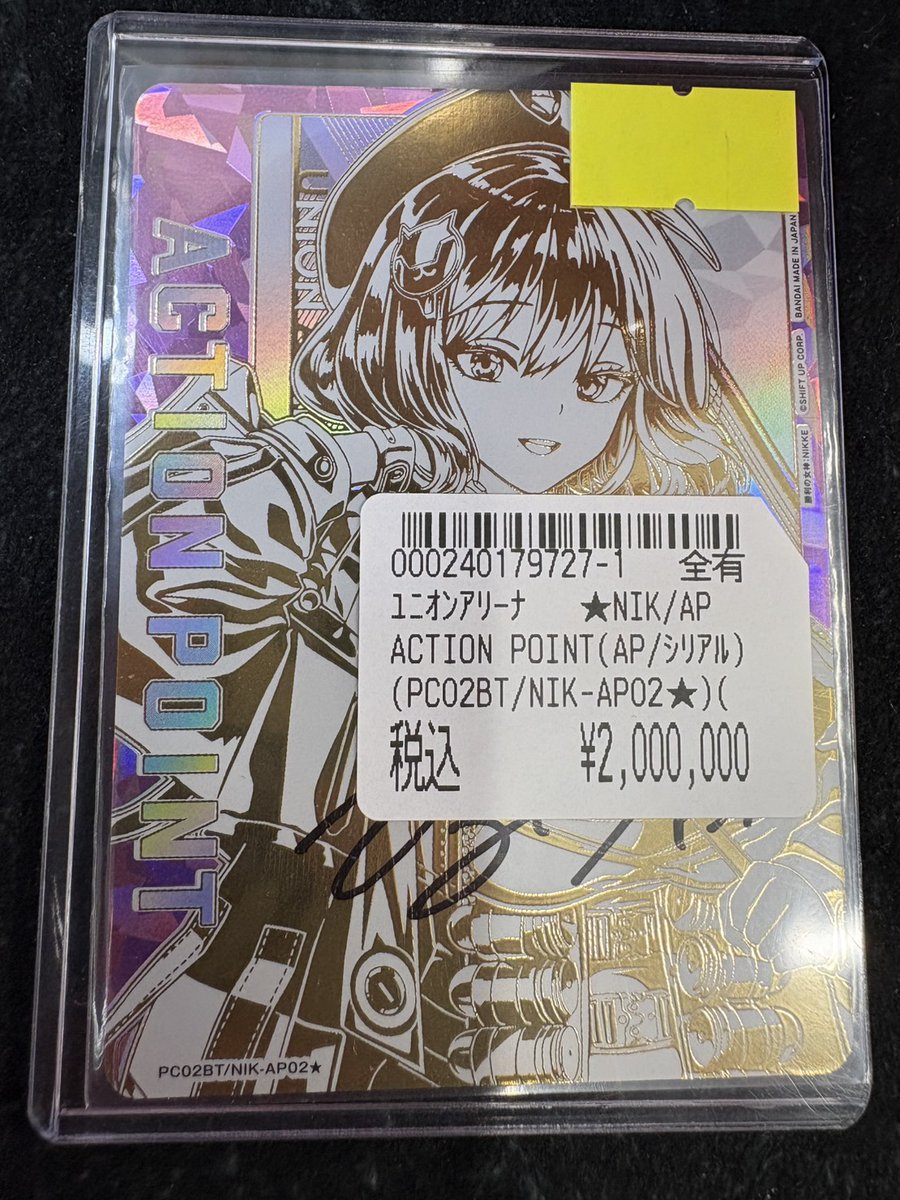 ACTION POINT
UNION
BANDAI MADE IN JAPAN
©SHIFT UP CORP.
勝利の女神:NIKKE
000240179727-1 全有
ユニオンアリーナ ★NIK/AP
ACTION POINT(AP/シリアル)
(PC02BT/NIK-AP02★)(
税込 ¥2,000,000
PC02BT/NIK-AP02★